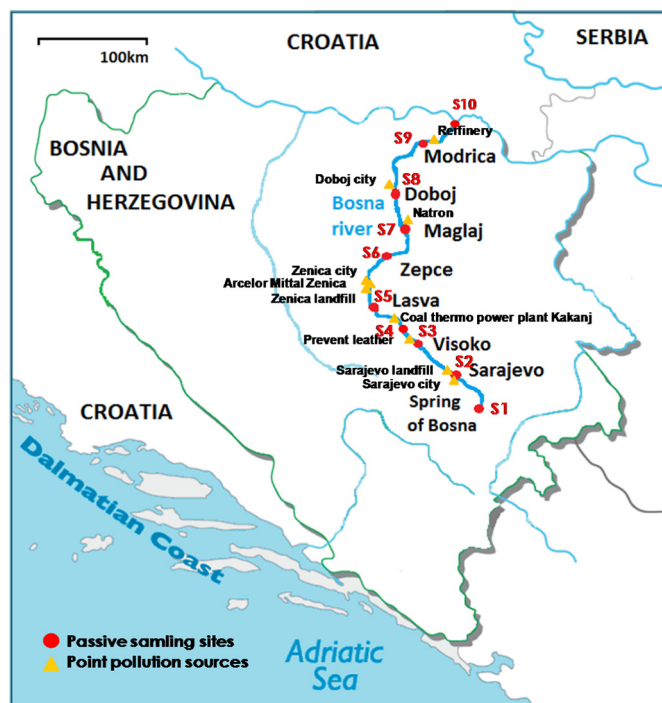 CROATIA
SERBIA
100km
S10
Reffinery
S9
Modrica
BOSNIA
AND
HERZEGOVINA
Doboj city
S8
Doboj
Bosna
river
Natron
S7
Maglaj
S6
Zepce
Zenica city
Arcelor Mittal Zenica
Zenica landfill
S5
Lasva
Coal thermo power plant Kakanj
S4
S3
Prevent leather
Visoko
S2
Sarajevo landfill
Sarajevo
Sarajevo city
Spring
of Bosna
S1
CROATIA
Dalmatian Coast
Passive samling sites
Point pollution sources
Adriatic
Sea